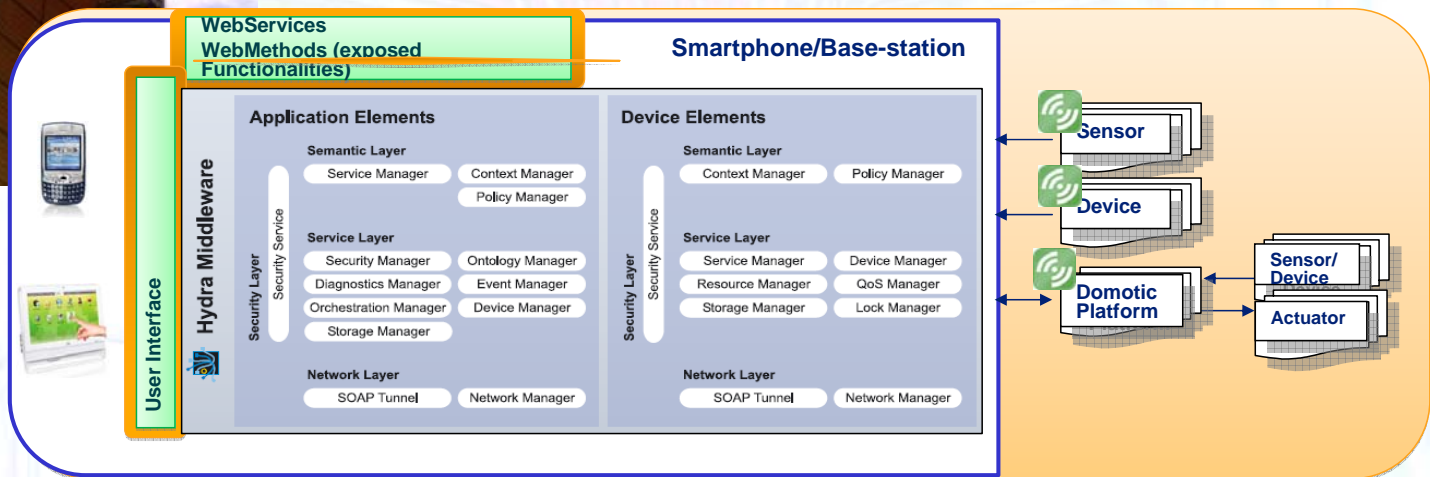 WebServices
WebMethods (exposed
Functionalities)
Smartphone/Base-station
User Interface
Hydra Middleware
Application Elements
Security Layer
Security Service
Semantic Layer
Service Manager
Context Manager
Policy Manager
Service Layer
Security Manager
Ontology Manager
Diagnostics Manager
Event Manager
Orchestration Manager
Device Manager
Storage Manager
Network Layer
SOAP Tunnel
Network Manager
Device Elements
Security Layer
Security Service
Semantic Layer
Context Manager
Policy Manager
Service Layer
Service Manager
Device Manager
Resource Manager
QoS Manager
Storage Manager
Lock Manager
Network Layer
SOAP Tunnel
Network Manager
Sensor
Device
Domotic
Platform
Sensor/
Device
Actuator